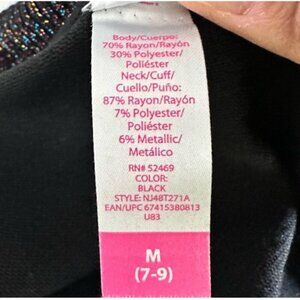 Body/Cuerpo:
70% Rayon/Rayón
30% Polyester/
Poliéster
Neck/Cuff/
Cuello/Puño:
87% Rayon/Rayón
7% Polyester/
Poliéster
6% Metallic/
Metálico
RN# 52469
COLOR:
BLACK
STYLE: NJ48T271A
EAN/UPC 67415380813
U83
M
(7-9)